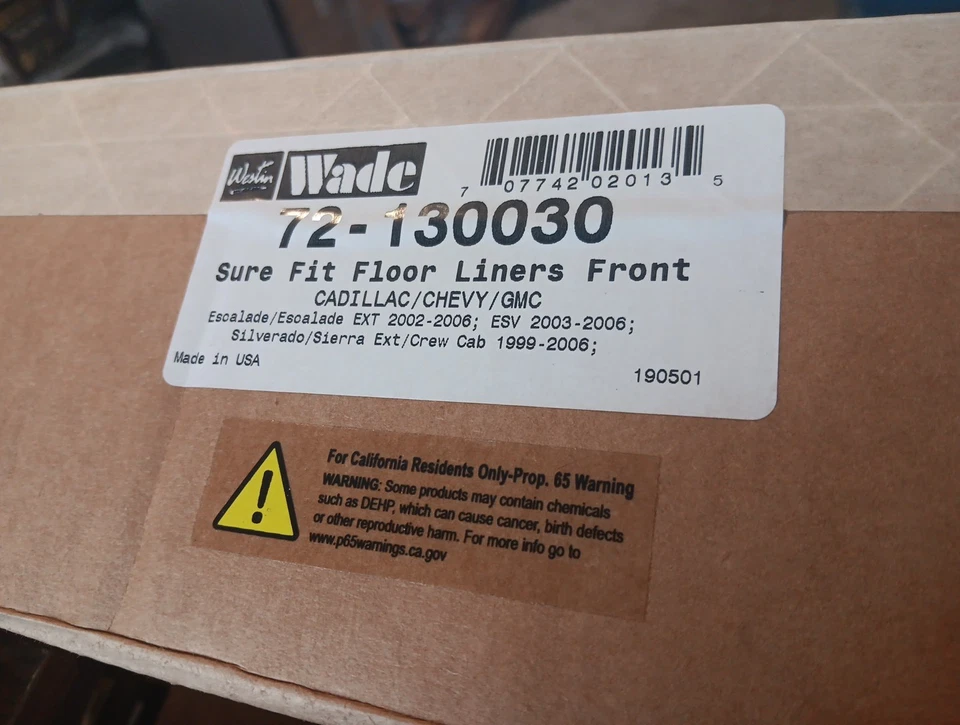 Westin Wade
7 07742 02013 5
72-130030
Sure Fit Floor Liners Front
CADILLAC/CHEVY/GMC
Escalade/Escalade EXT 2002-2006; ESV 2003-2006;
Silverado/Sierra Ext/Crew Cab 1999-2006;
Made in USA
190501
For California Residents Only-Prop. 65 Warning
WARNING: Some products may contain chemicals
such as DEHP, which can cause cancer, birth defects
or other reproductive harm. For more info go to
www.p65warnings.ca.gov